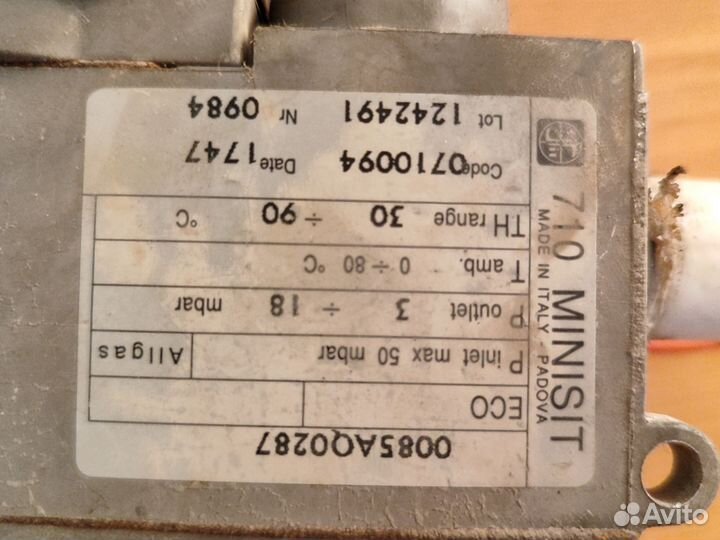 710 MINISIT
MADE IN ITALY - PADOVA
0085AQ0287
ECO
P inlet max 50 mbar Allgas
P outlet 3 ÷ 18 mbar
T amb. 0 ÷ 80 °C
TH range 30 ÷ 90 °C
Code 0710094 Date 1747
Lot 1242491 Nr 0984
Avito